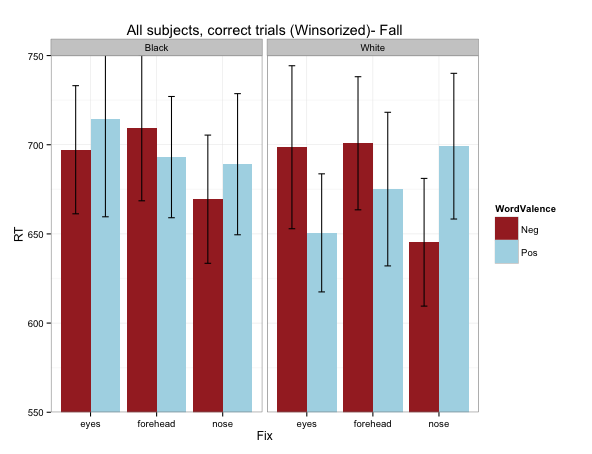 All subjects, correct trials (Winsorized)- Fall
Black
White
750
700
650
600
550
RT
eyes
forehead
nose
eyes
forehead
nose
Fix
WordValence
Neg
Pos